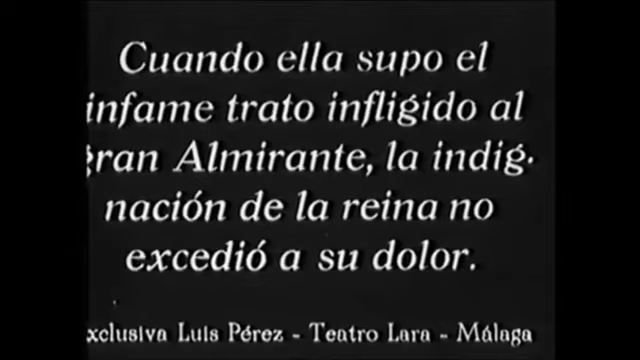 Cuando ella supo el
infame trato infligido al
gran Almirante, la indig-
nación de la reina no
excedió a su dolor.
xclusiva Luis Pérez - Teatro Lara - Málaga